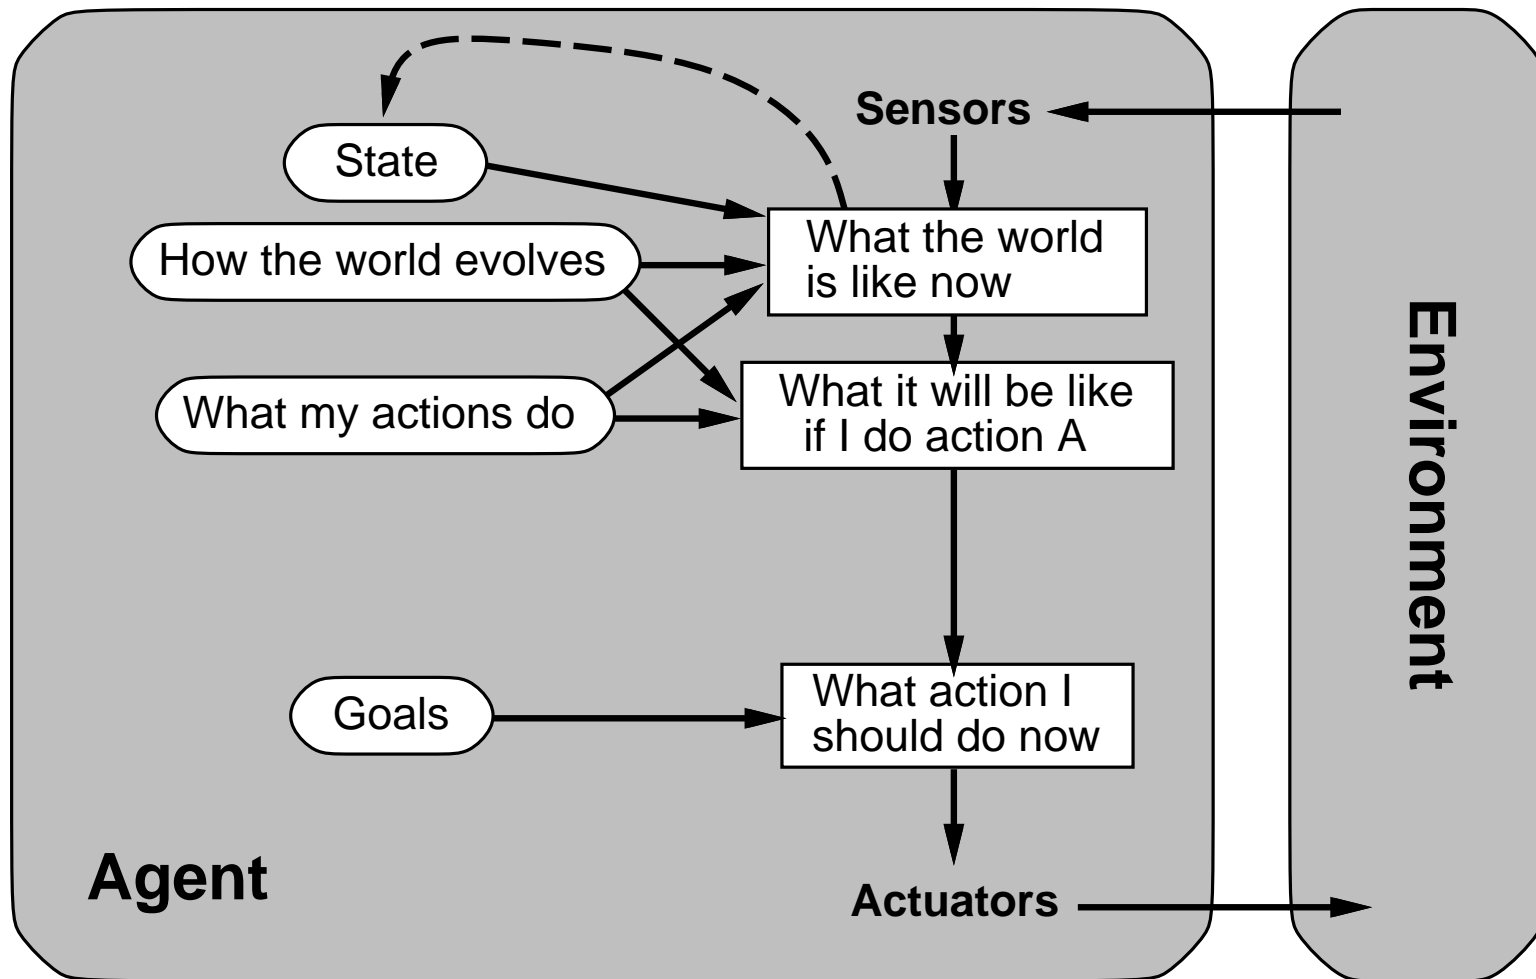 Sensors
State
What the world
is like now
How the world evolves
What it will be like
if I do action A
What my actions do
Environment
What action I
should do now
Goals
Agent
Actuators